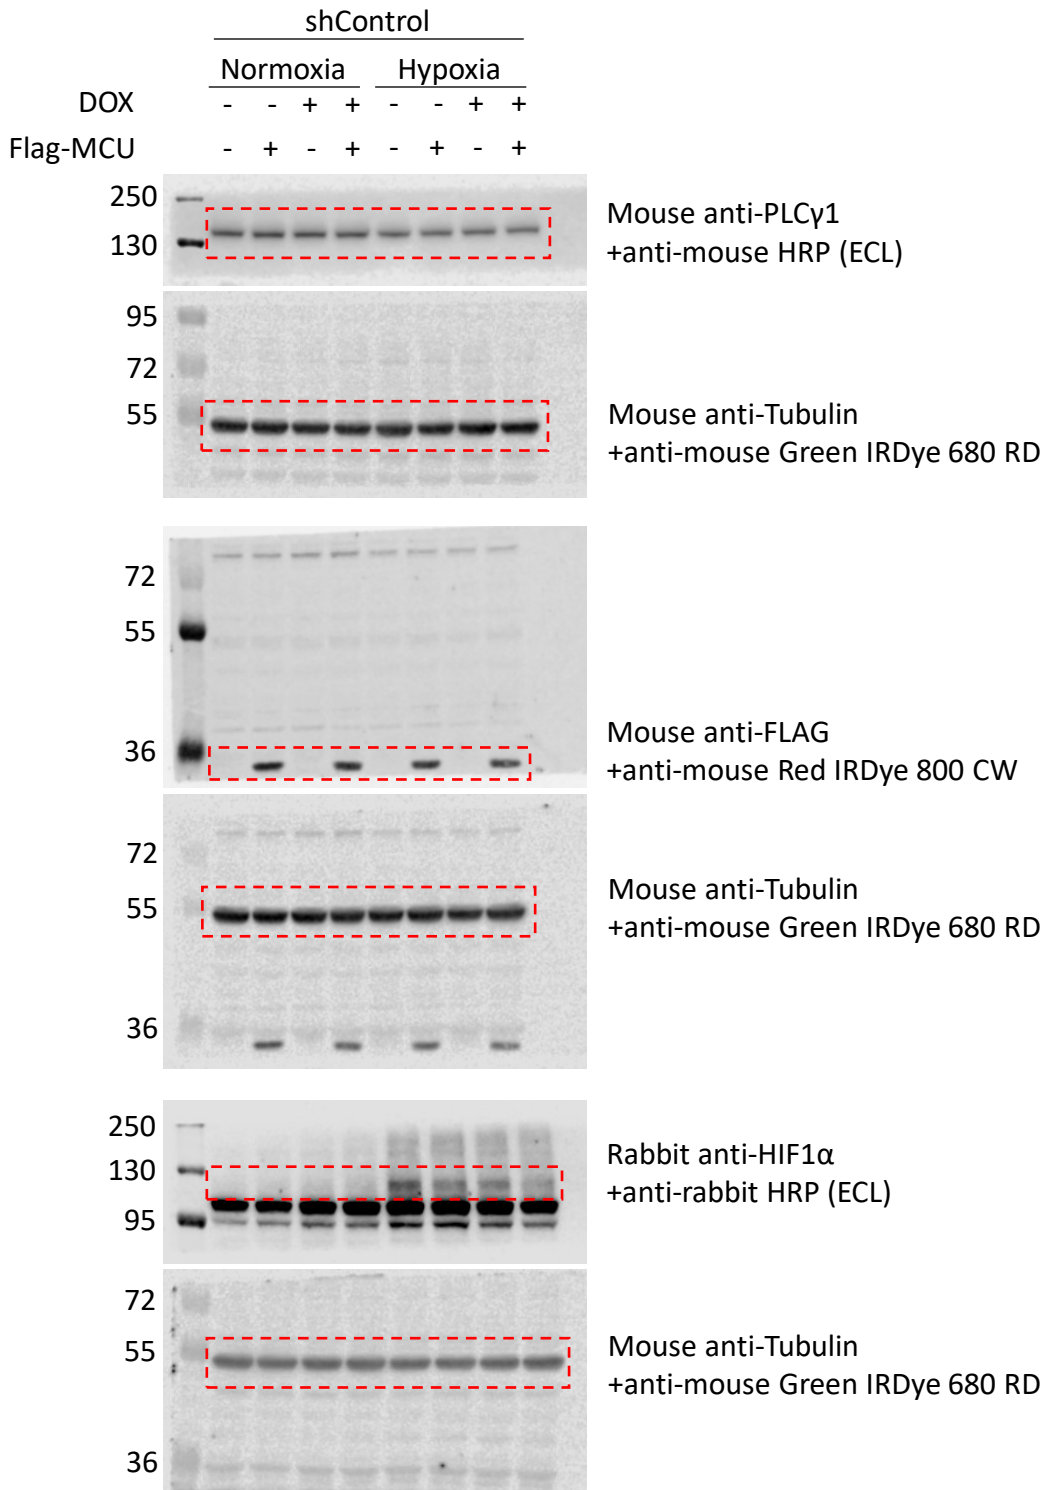 shControl
Normoxia Hypoxia
DOX - - + + - - + +
Flag-MCU - + - + - + - +
250
130
Mouse anti-PLCγ1
+anti-mouse HRP (ECL)
95
72
55
Mouse anti-Tubulin
+anti-mouse Green IRDye 680 RD
72
55
36
Mouse anti-FLAG
+anti-mouse Red IRDye 800 CW
72
55
36
Mouse anti-Tubulin
+anti-mouse Green IRDye 680 RD
250
130
95
Rabbit anti-HIF1α
+anti-rabbit HRP (ECL)
72
55
36
Mouse anti-Tubulin
+anti-mouse Green IRDye 680 RD